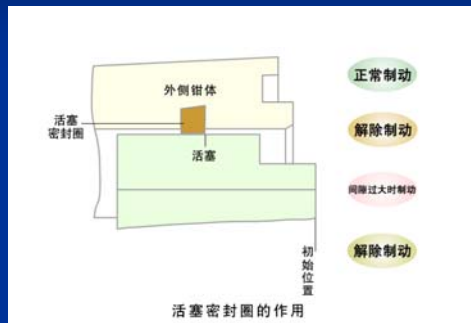 外侧钳体
活塞
密封圈
活塞
初始位置
活塞密封圈的作用
正常制动
解除制动
间隙过大时制动
解除制动